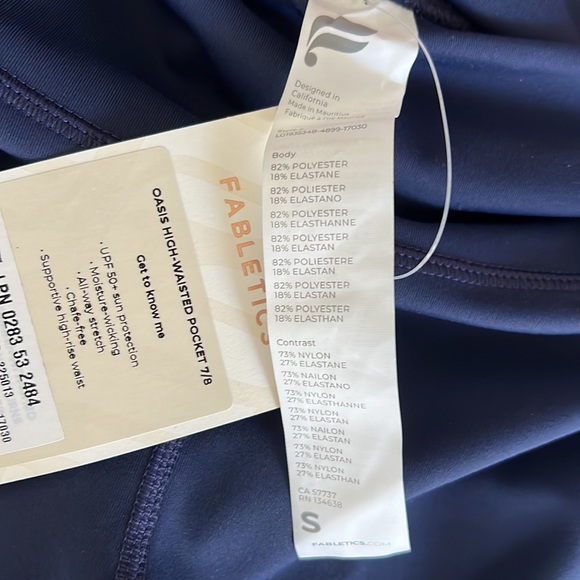 Designed in
California
Made in Mauritius
Body
82% POLYESTER
18% ELASTANE
82% POLIESTER
18% ELASTANO
82% POLYESTER
18% ELASTHANNE
82% POLYESTER
18% ELASTAN
82% POLIESTERE
18% ELASTAN
82% POLYESTER
18% ELASTAN
82% POLYESTER
18% ELASTHAN
Contrast
73% NYLON
27% ELASTANE
73% NAILON
27% ELASTANO
73% NYLON
27% ELASTHANNE
73% NYLON
27% ELASTAN
73% NAILON
27% ELASTAN
73% NYLON
27% ELASTAN
73% NYLON
27% ELASTHAN
CA 57737
RN 134638
S
FABLETICS.COM
FABLETICS
OASIS HIGH-WAISTED POCKET 7/8
Get to know me
• UPF50+ sun protection
• Moisture-wicking
• All-way stretch
• Chafe-free
• Supportive high-rise waist
LPN 0283 53 2484
225013
17030